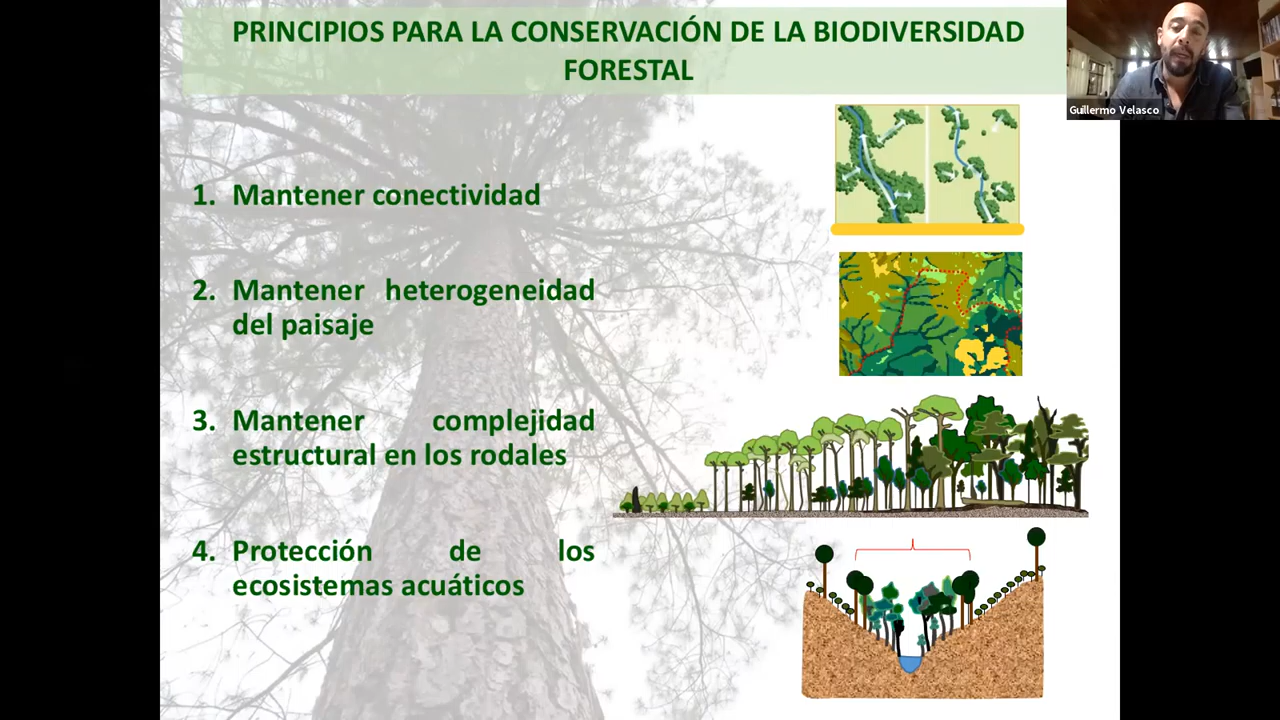 PRINCIPIOS PARA LA CONSERVACIÓN DE LA BIODIVERSIDAD
FORESTAL
Guillermo Velasco
1. Mantener conectividad
2. Mantener heterogeneidad
del paisaje
3. Mantener complejidad
estructural en los rodales
4. Protección de los
ecosistemas acuáticos